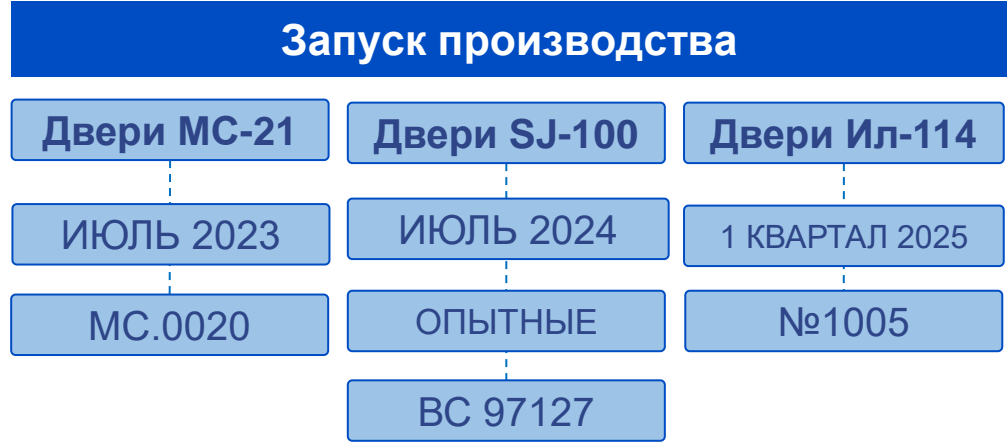 Запуск производства
Двери МС-21
ИЮЛЬ 2023
МС.0020
Двери SJ-100
ИЮЛЬ 2024
ОПЫТНЫЕ
ВС 97127
Двери Ил-114
1 КВАРТАЛ 2025
№1005